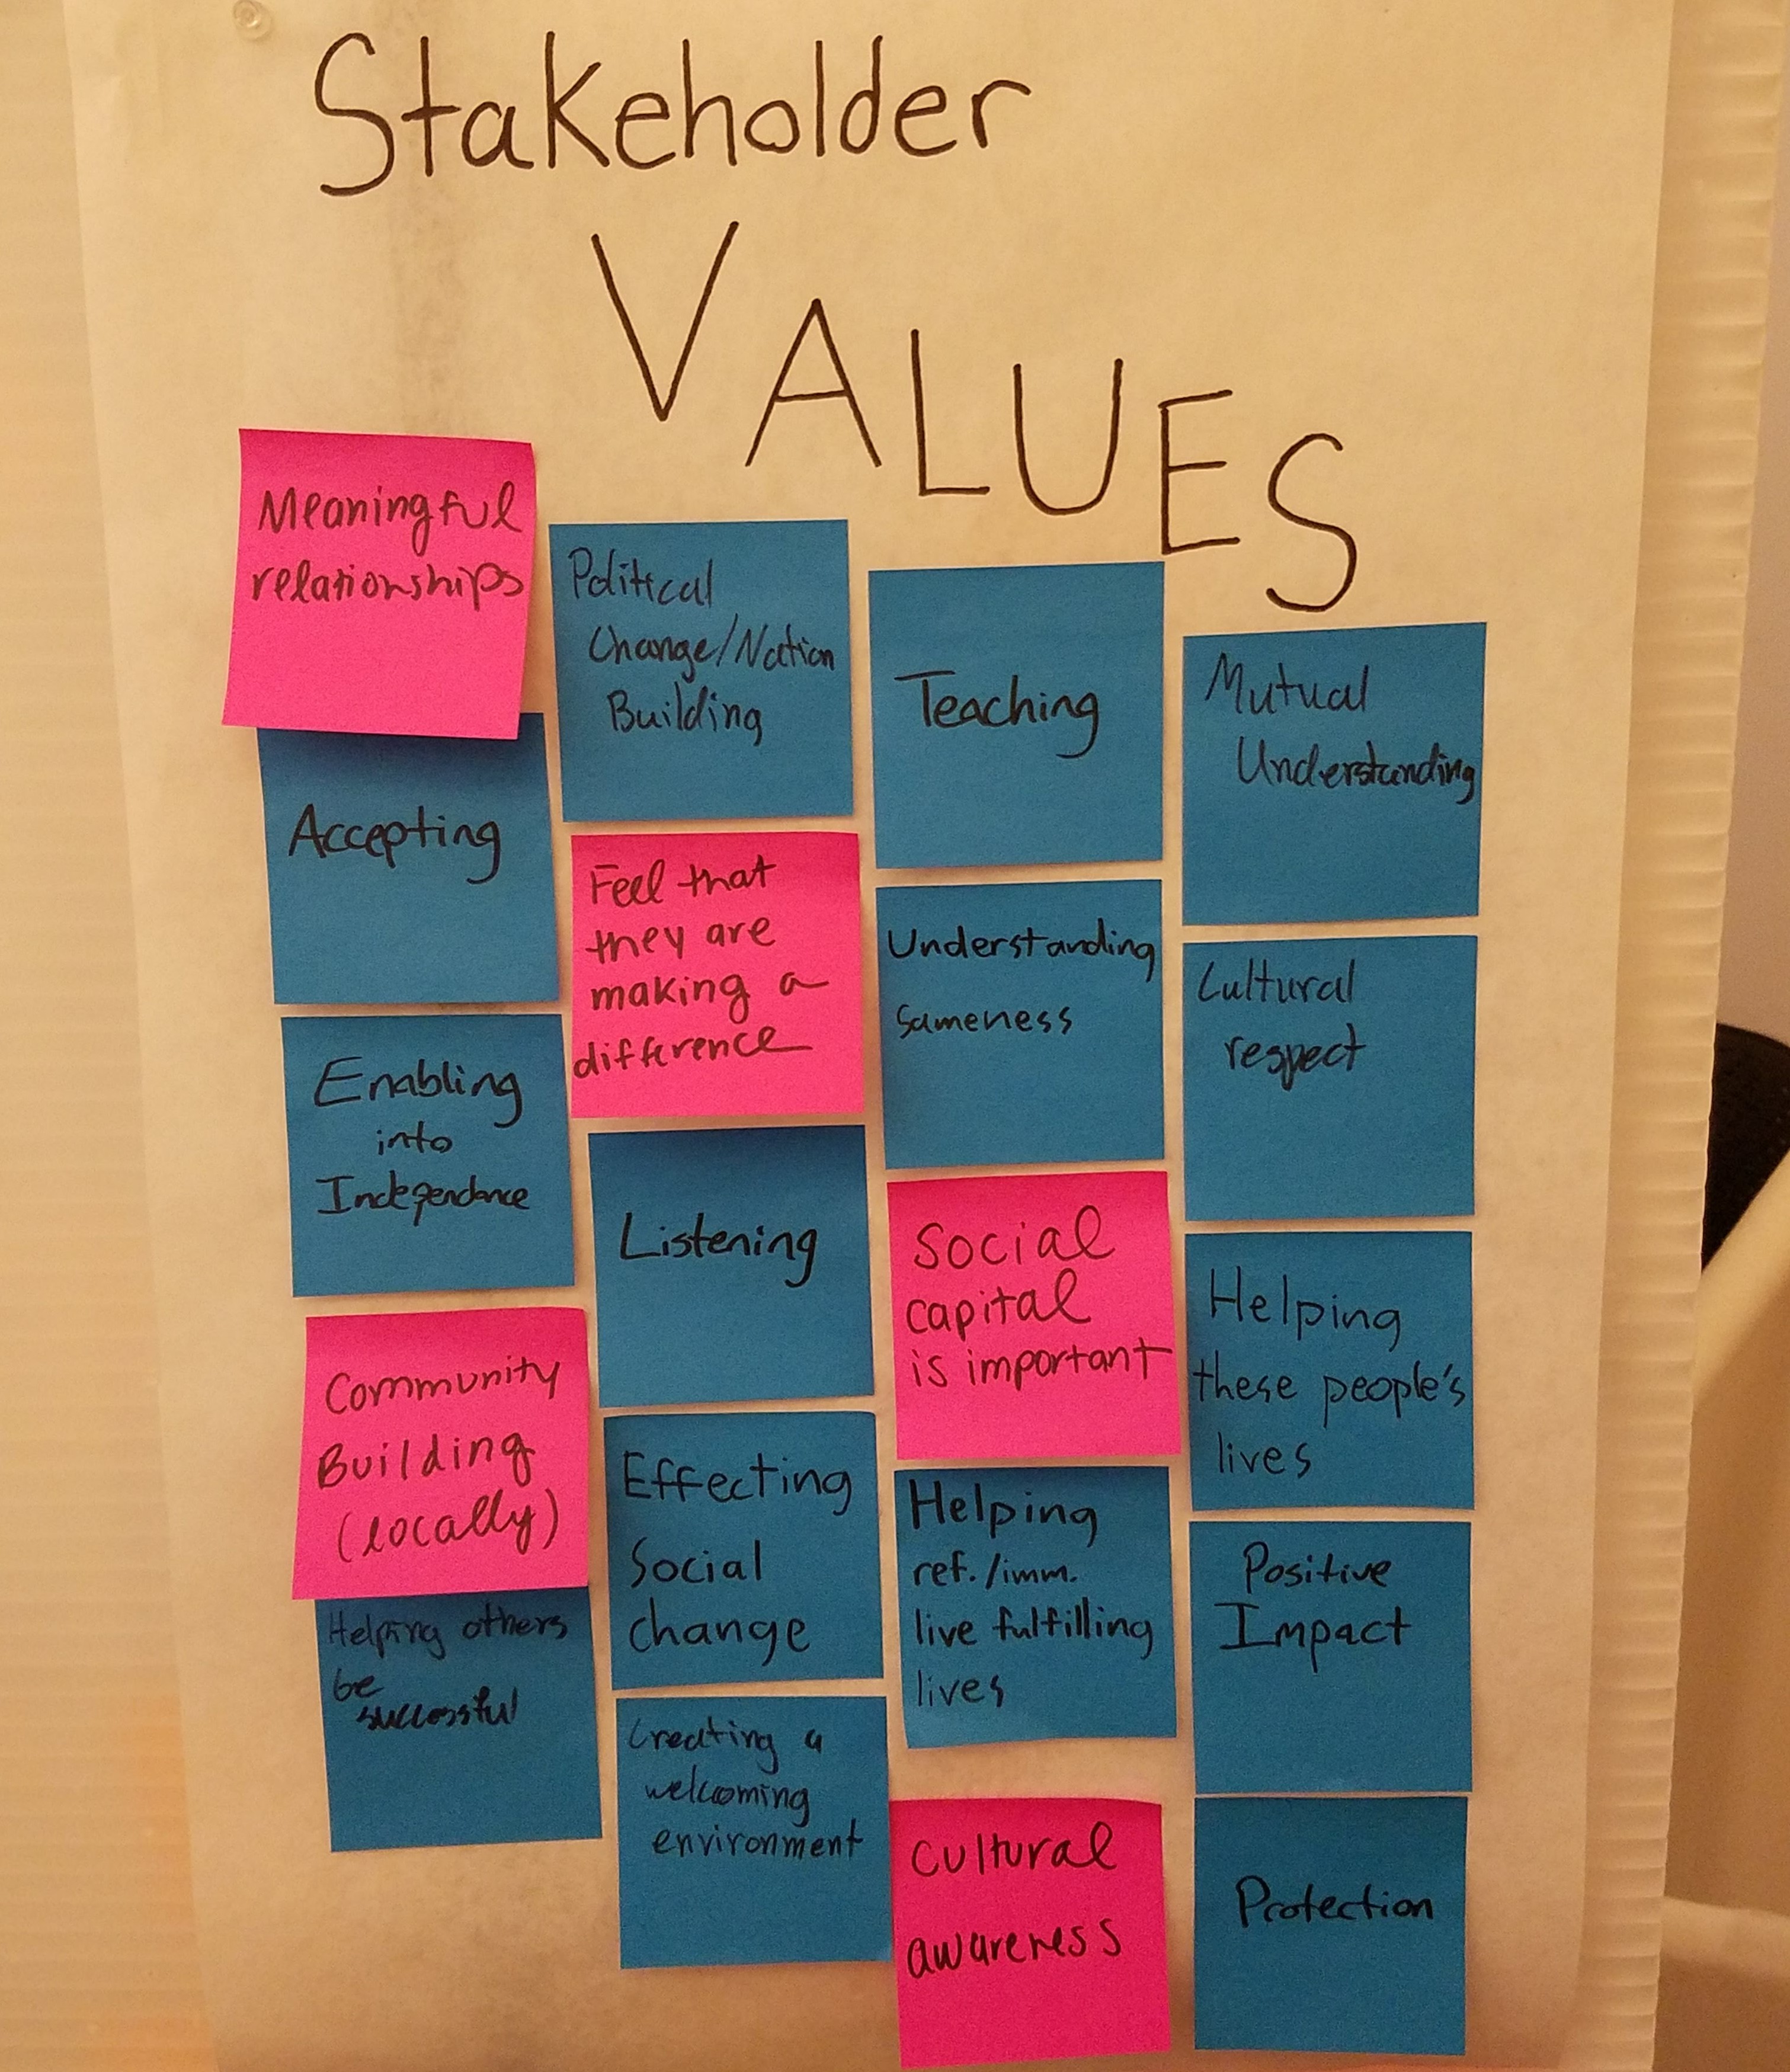 Stakeholder
VALUES
Meaningful
relationships
Accepting
Enabling
into
Independance
Community
Building
(locally)
Helping others
be
successful
Political
Change/Nation
Building
Feel that
they are
making a
difference
Listening
Effecting
Social
change
Creating a
welcoming
environment
Teaching
Understanding
sameness
Social
capital
is important
Helping
ref./imm.
live fulfilling
lives
Cultural
awareness
Mutual
Understanding
Cultural
respect
Helping
these people's
lives
Positive
Impact
Protection